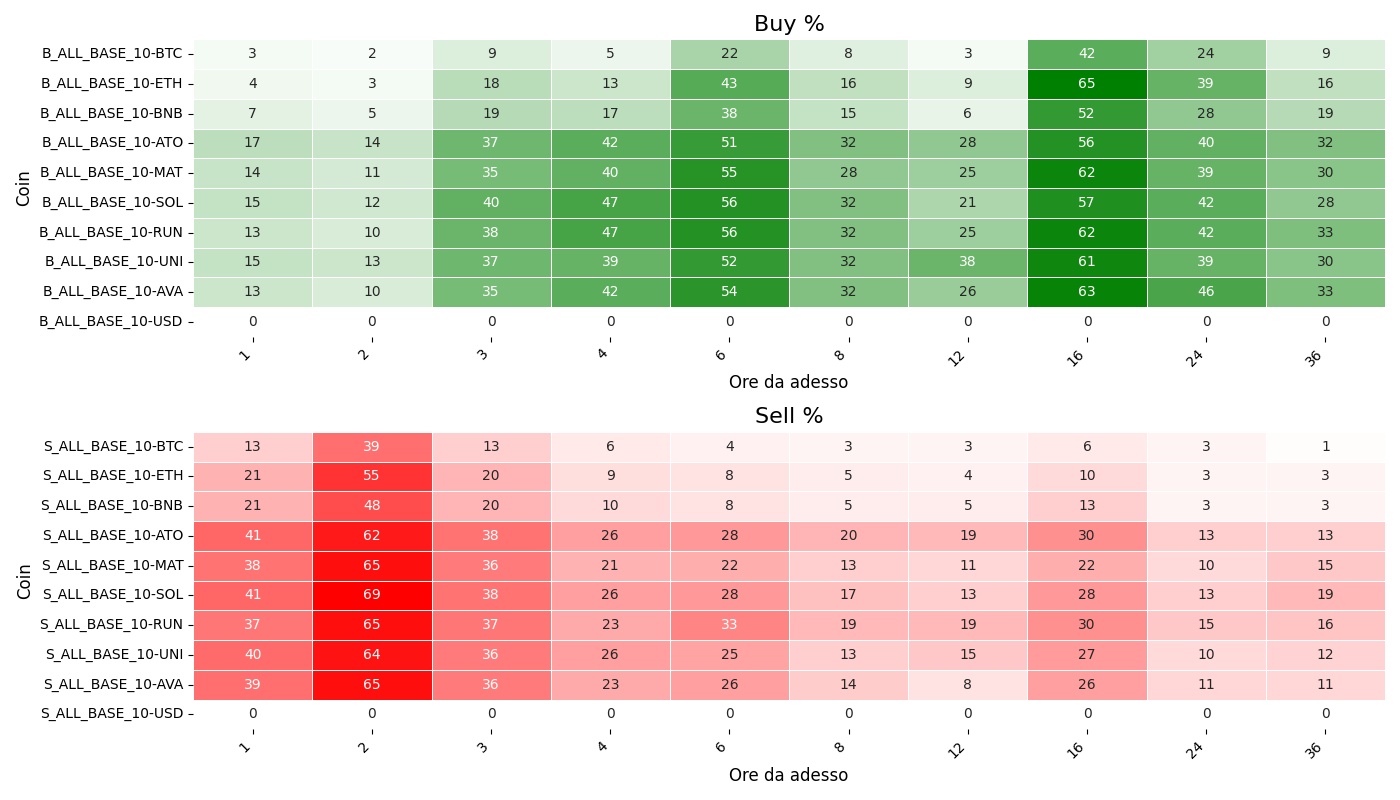 Buy %
Coin
B_ALL_BASE_10-BTC 3 2 9 5 22 8 3 42 24 9
B_ALL_BASE_10-ETH 4 3 18 13 43 16 9 65 39 16
B_ALL_BASE_10-BNB 7 5 19 17 38 15 6 52 28 19
B_ALL_BASE_10-ATO 17 14 37 42 51 32 28 56 40 32
B_ALL_BASE_10-MAT 14 11 35 40 55 28 25 62 39 30
B_ALL_BASE_10-SOL 15 12 40 47 56 32 21 57 42 28
B_ALL_BASE_10-RUN 13 10 38 47 56 32 25 62 42 33
B_ALL_BASE_10-UNI 15 13 37 39 52 32 38 61 39 30
B_ALL_BASE_10-AVA 13 10 35 42 54 32 26 63 46 33
B_ALL_BASE_10-USD 0 0 0 0 0 0 0 0 0 0
1 2 3 4 6 8 12 16 24 36
Ore da adesso
Sell %
Coin
S_ALL_BASE_10-BTC 13 39 13 6 4 3 3 6 3 1
S_ALL_BASE_10-ETH 21 55 20 9 8 5 4 10 3 3
S_ALL_BASE_10-BNB 21 48 20 10 8 5 5 13 3 3
S_ALL_BASE_10-ATO 41 62 38 26 28 20 19 30 13 13
S_ALL_BASE_10-MAT 38 65 36 21 22 13 11 22 10 15
S_ALL_BASE_10-SOL 41 69 38 26 28 17 13 28 13 19
S_ALL_BASE_10-RUN 37 65 37 23 33 19 19 30 15 16
S_ALL_BASE_10-UNI 40 64 36 26 25 13 15 27 10 12
S_ALL_BASE_10-AVA 39 65 36 23 26 14 8 26 11 11
S_ALL_BASE_10-USD 0 0 0 0 0 0 0 0 0 0
1 2 3 4 6 8 12 16 24 36
Ore da adesso